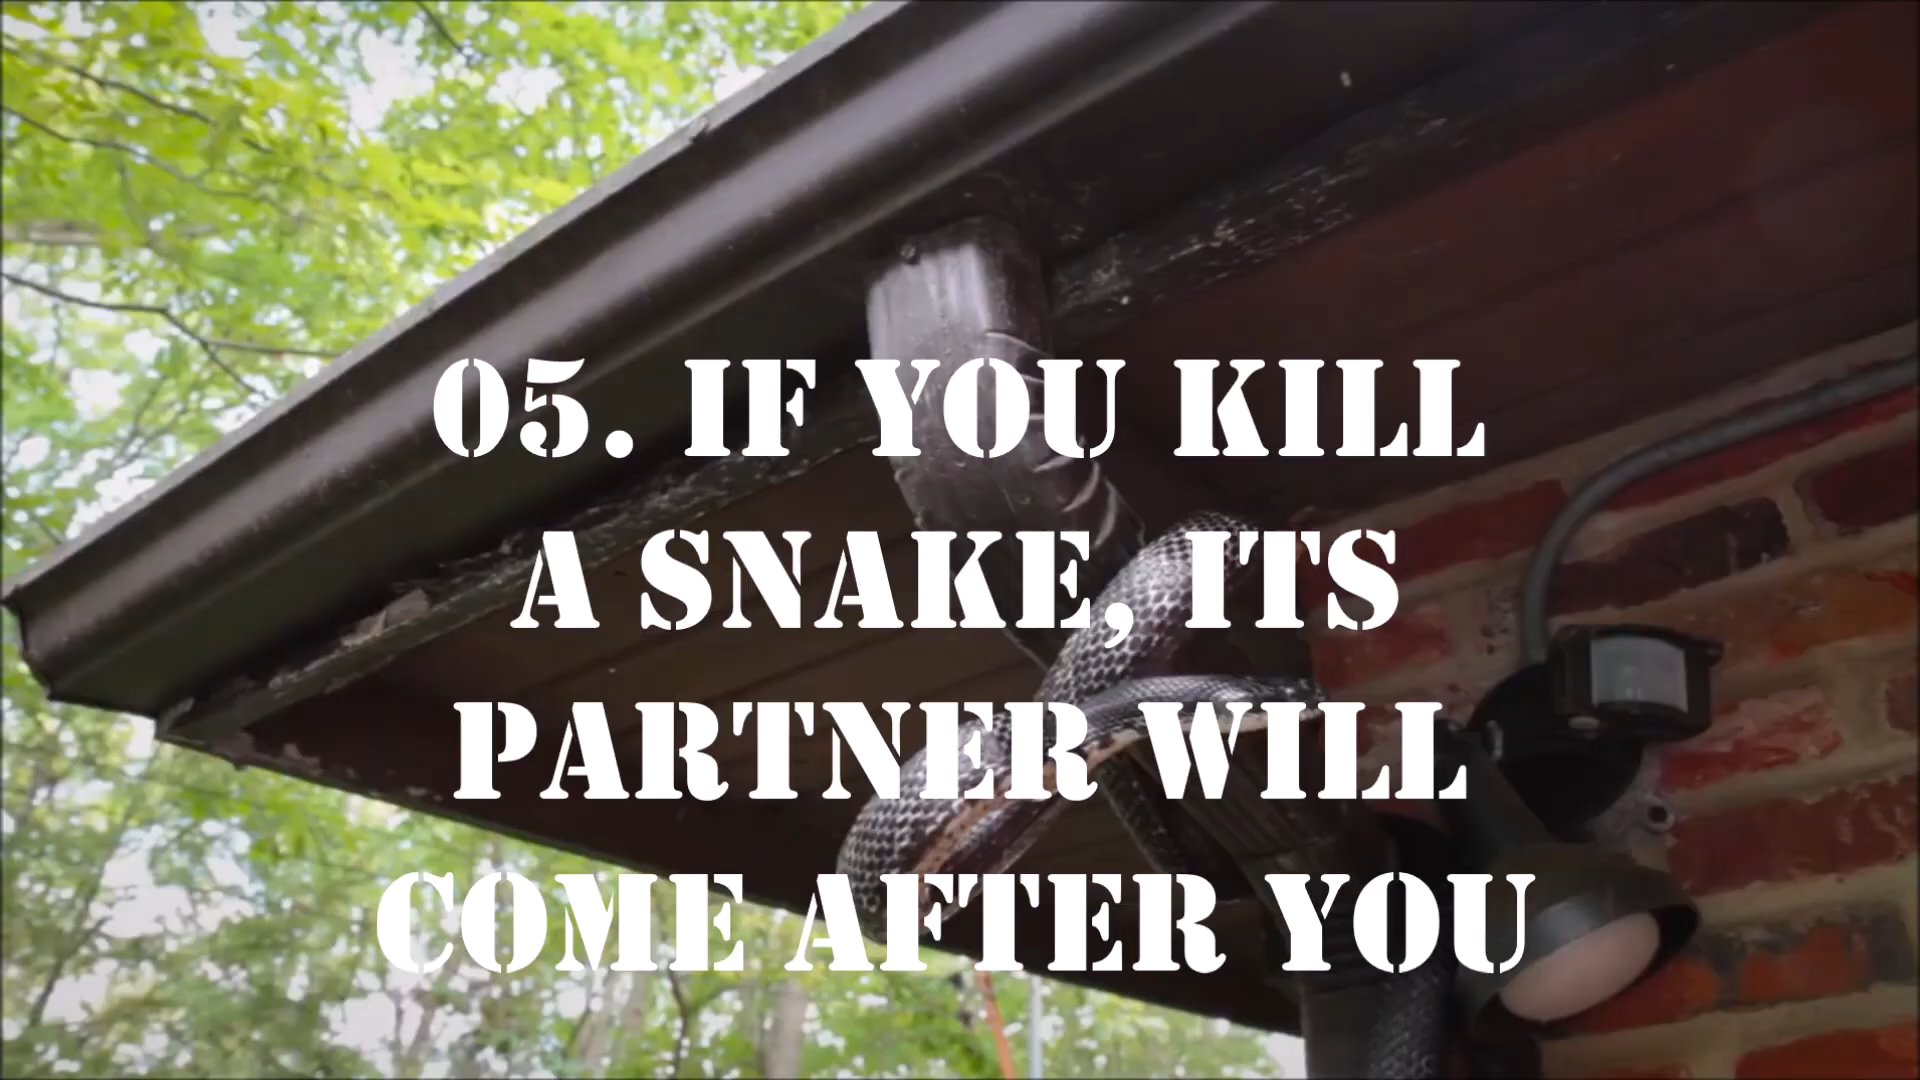 05. IF YOU KILL
A SNAKE, ITS
PARTNER WILL
COME AFTER YOU